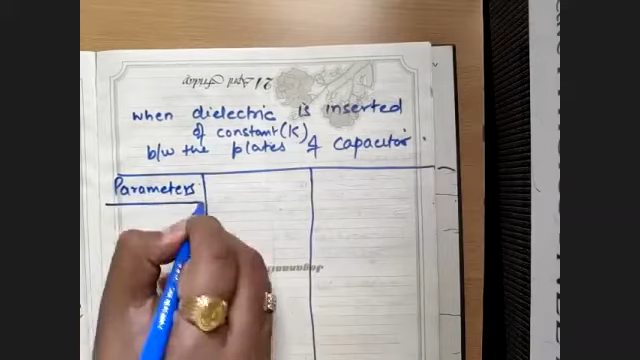 21 April Friday
when dielectric is inserted
of constant (K)
b/w the plates of capacitor.
Parameters